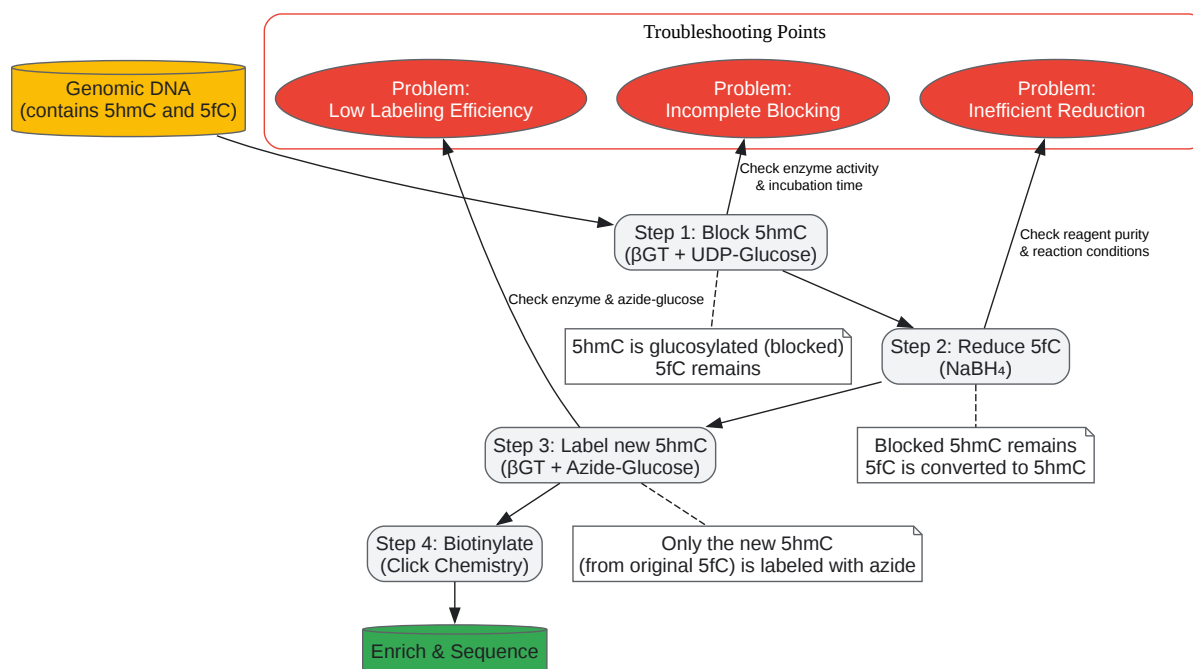 Troubleshooting Points
Genomic DNA
(contains 5hmC and 5fC)
Problem:
Low Labeling Efficiency
Problem:
Incomplete Blocking
Problem:
Inefficient Reduction
Check enzyme activity
& incubation time
Step 1: Block 5hmC
(βGT + UDP-Glucose)
Check reagent purity
& reaction conditions
Check enzyme & azide-glucose
5hmC is glucosylated (blocked)
5fC remains
Step 2: Reduce 5fC
(NaBH₄)
Step 3: Label new 5hmC
(βGT + Azide-Glucose)
Blocked 5hmC remains
5fC is converted to 5hmC
Step 4: Biotinylate
(Click Chemistry)
Only the new 5hmC
(from original 5fC) is labeled with azide
Enrich & Sequence